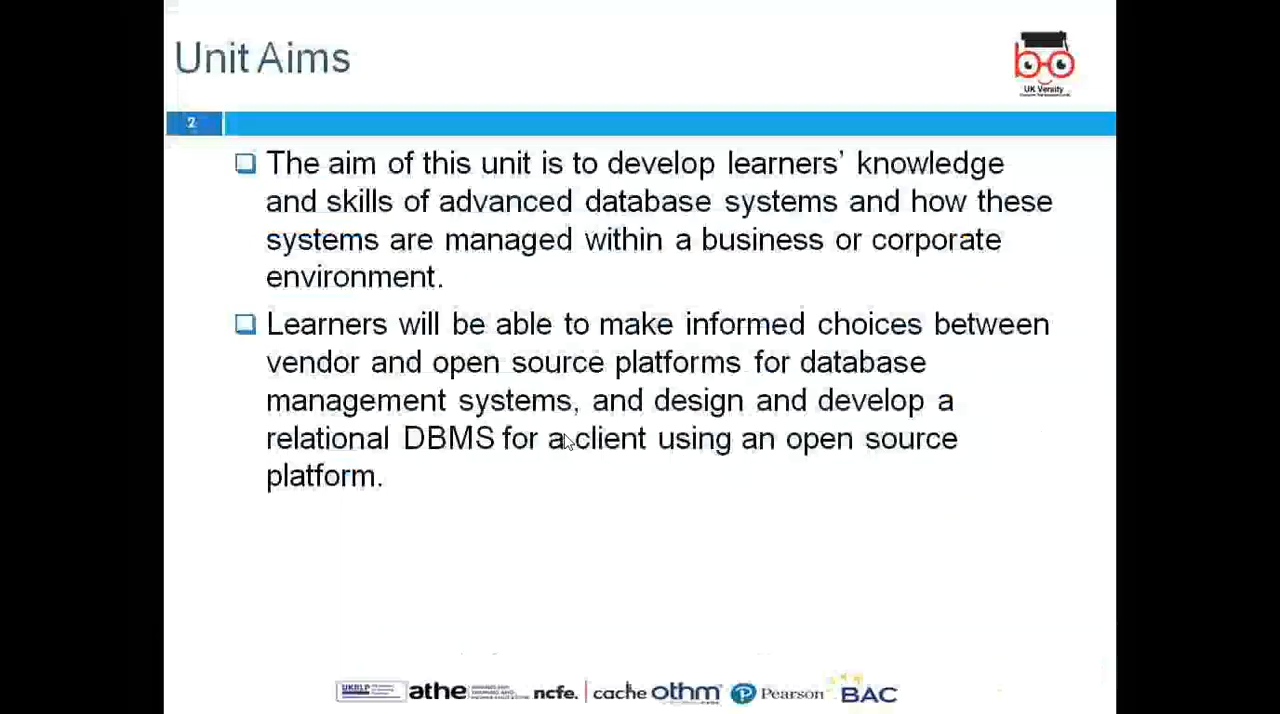 Unit Aims
UK Versity
2
The aim of this unit is to develop learners’ knowledge
and skills of advanced database systems and how these
systems are managed within a business or corporate
environment.
Learners will be able to make informed choices between
vendor and open source platforms for database
management systems, and design and develop a
relational DBMS for a client using an open source
platform.
UKRLP athe ncfe. cache othm Pearson BAC